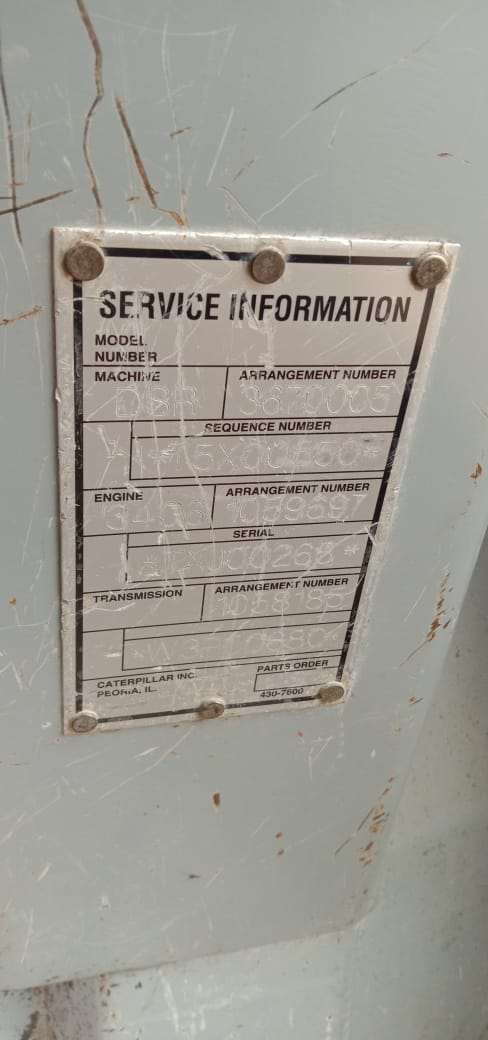 SERVICE INFORMATION
MODEL
NUMBER
MACHINE ARRANGEMENT NUMBER
D8R 3670005
SEQUENCE NUMBER
ENGINE ARRANGEMENT NUMBER
3406 1059697
SERIAL
TRANSMISSION ARRANGEMENT NUMBER
CATERPILLAR INC. PARTS ORDER
PEORIA, IL. 430-7600